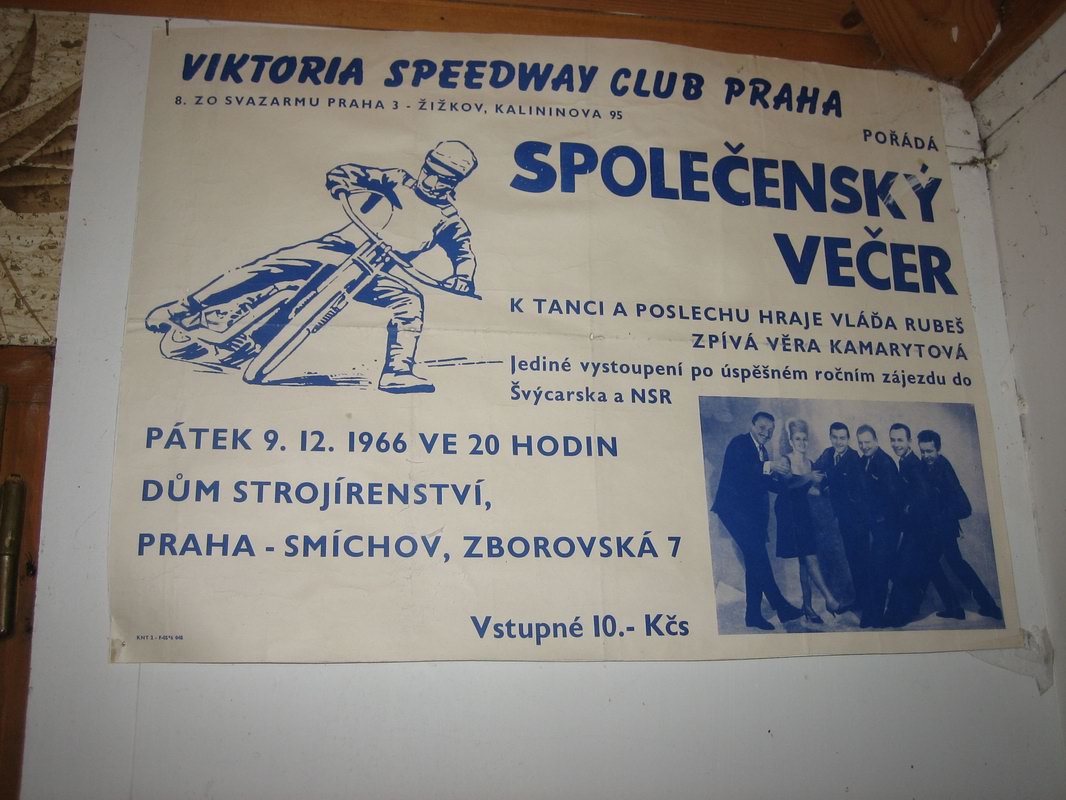 VIKTORIA SPEEDWAY CLUB PRAHA
8. ZO SVAZARMU PRAHA 3 - ŽIŽKOV, KALININOVA 95
POŘÁDÁ
SPOLEČENSKÝ
VEČER
K TANCI A POSLECHU HRAJE VLÁĎA RUBEŠ
ZPÍVÁ VĚRA KAMARYTOVÁ
Jediné vystoupení po úspěšném ročním zájezdu do
Švýcarska a NSR
PÁTEK 9. 12. 1966 VE 20 HODIN
DŮM STROJÍRENSTVÍ,
PRAHA - SMÍCHOV, ZBOROVSKÁ 7
Vstupné 10.- Kčs